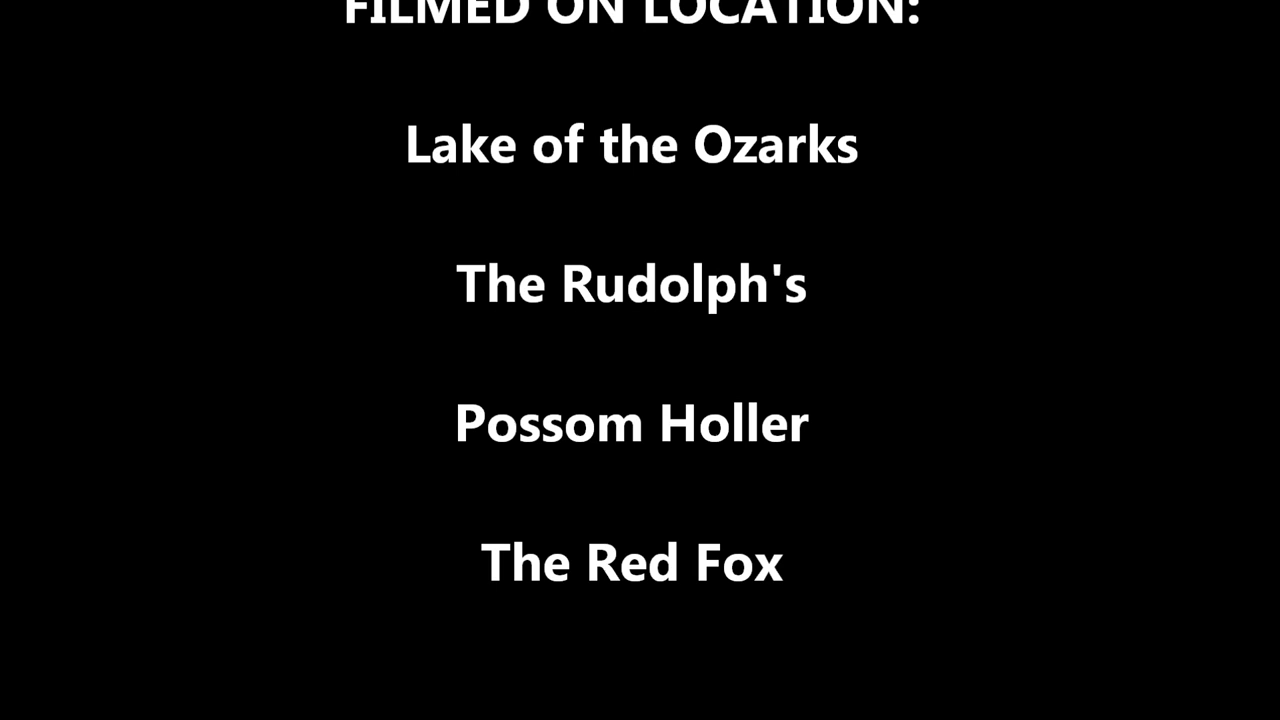 FILMED ON LOCATION:
Lake of the Ozarks
The Rudolph's
Possom Holler
The Red Fox